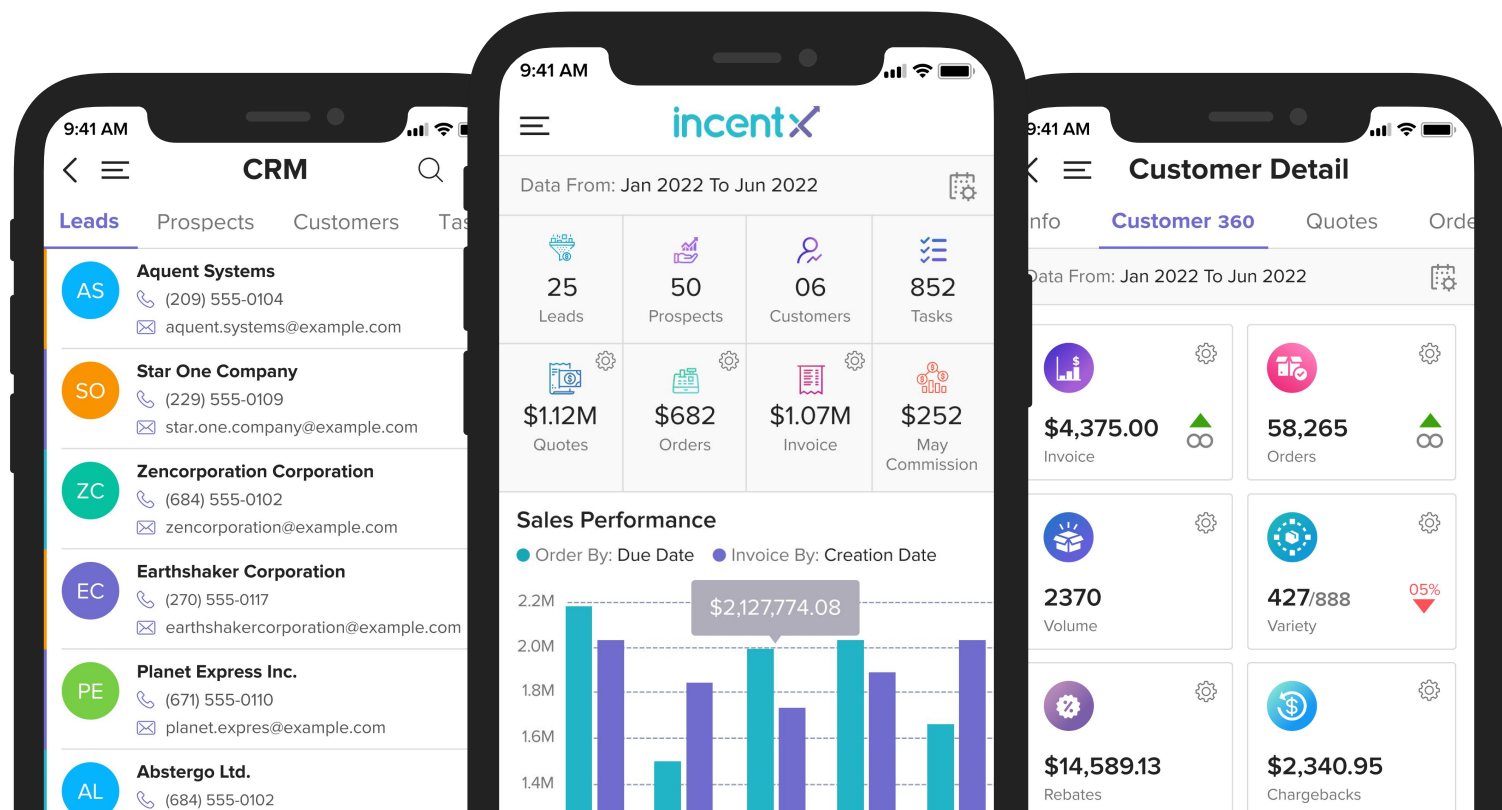 9:41 AM
CRM
Leads Prospects Customers Tas
AS
Aquent Systems
(209) 555-0104
aquent.systems@example.com
SO
Star One Company
(229) 555-0109
star.one.company@example.com
ZC
Zencorporation Corporation
(684) 555-0102
zencorporation@example.com
EC
Earthshaker Corporation
(270) 555-0117
earthshakercorporation@example.com
PE
Planet Express Inc.
(671) 555-0110
planet.expres@example.com
AL
Abstergo Ltd.
(684) 555-0102
9:41 AM
incentX
Data From: Jan 2022 To Jun 2022
25 50 06 852
Leads Prospects Customers Tasks
$1.12M $682 $1.07M $252
Quotes Orders Invoice May
Commission
Sales Performance
Order By: Due Date Invoice By: Creation Date
$2,127,774.08
2.2M
2.0M
1.8M
1.6M
1.4M
9:41 AM
Customer Detail
nfo Customer 360 Quotes Orde
Data From: Jan 2022 To Jun 2022
$4,375.00
Invoice
58,265
Orders
2370
Volume
427/888 05%
Variety
$14,589.13
Rebates
$2,340.95
Chargebacks